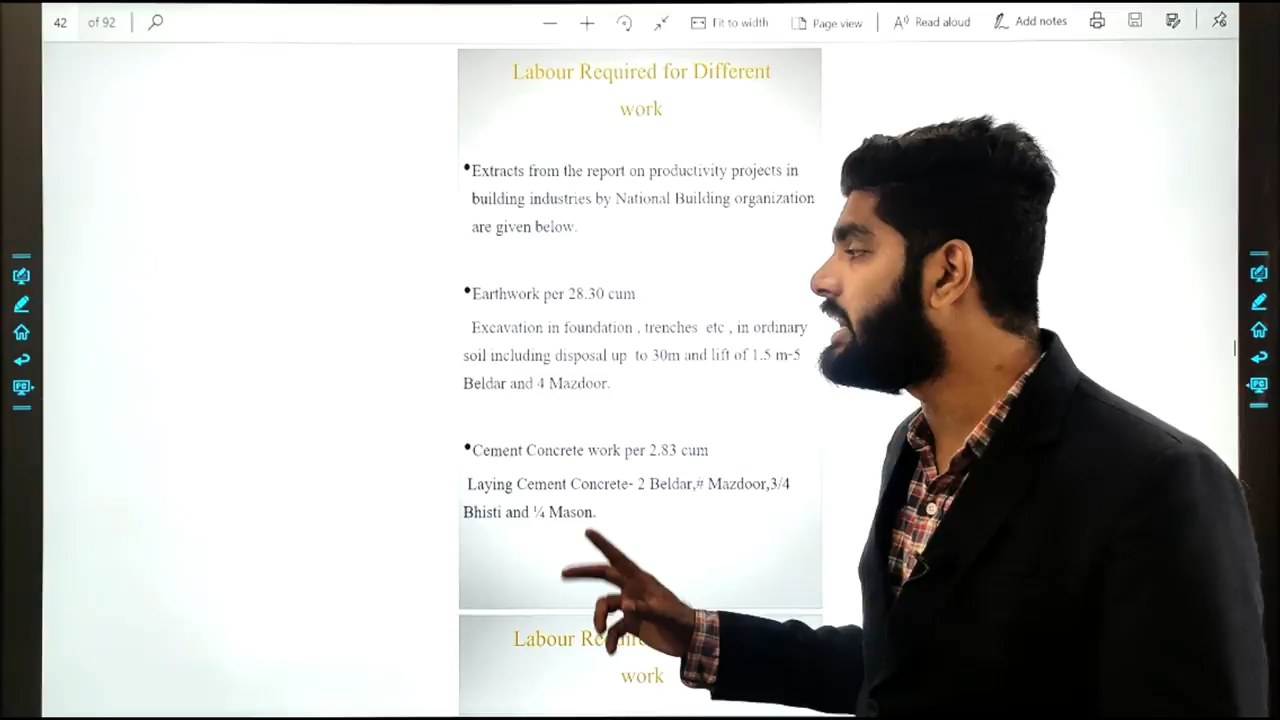 42 of 92 Fit to width Page view Read aloud Add notes
Labour Required for Different
work
•Extracts from the report on productivity projects in
building industries by National Building organization
are given below.
•Earthwork per 28.30 cum
Excavation in foundation , trenches etc , in ordinary
soil including disposal up to 30m and lift of 1.5 m-5
Beldar and 4 Mazdoor.
•Cement Concrete work per 2.83 cum
Laying Cement Concrete- 2 Beldar,# Mazdoor,3/4
Bhisti and ¼ Mason.
Labour
work
PC
PC